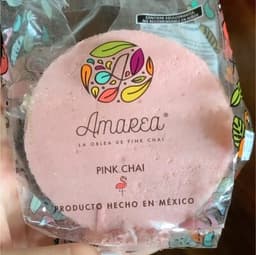 Amarea®
LA OBLEA DE PINK CHAI
PINK CHAI
PRODUCTO HECHO EN MÉXICO